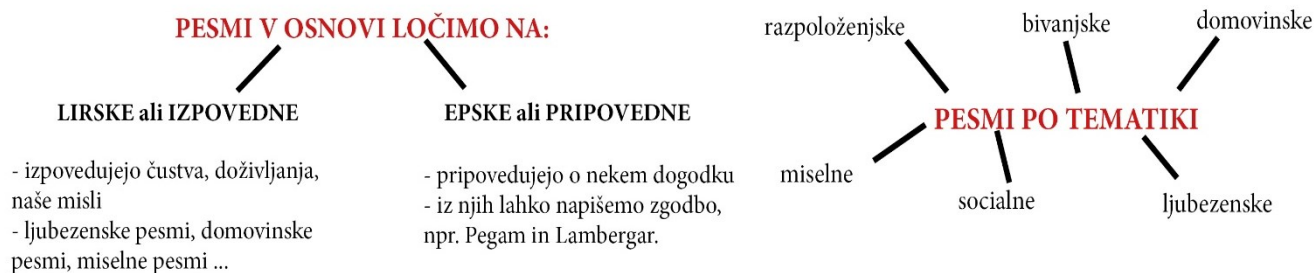 PESMI V OSNOVI LOČIMO NA:
LIRSKE ali IZPOVEDNE
- izpovedujejo čustva, doživljanja,
naše misli
- ljubezenske pesmi, domovinske
pesmi, miselne pesmi ...
EPSKE ali PRIPOVEDNE
- pripovedujejo o nekem dogodku
- iz njih lahko napišemo zgodbo,
npr. Pegam in Lambergar.
razpoloženjske
bivanjske
domovinske
PESMI PO TEMATIKI
miselne
socialne
ljubezenske